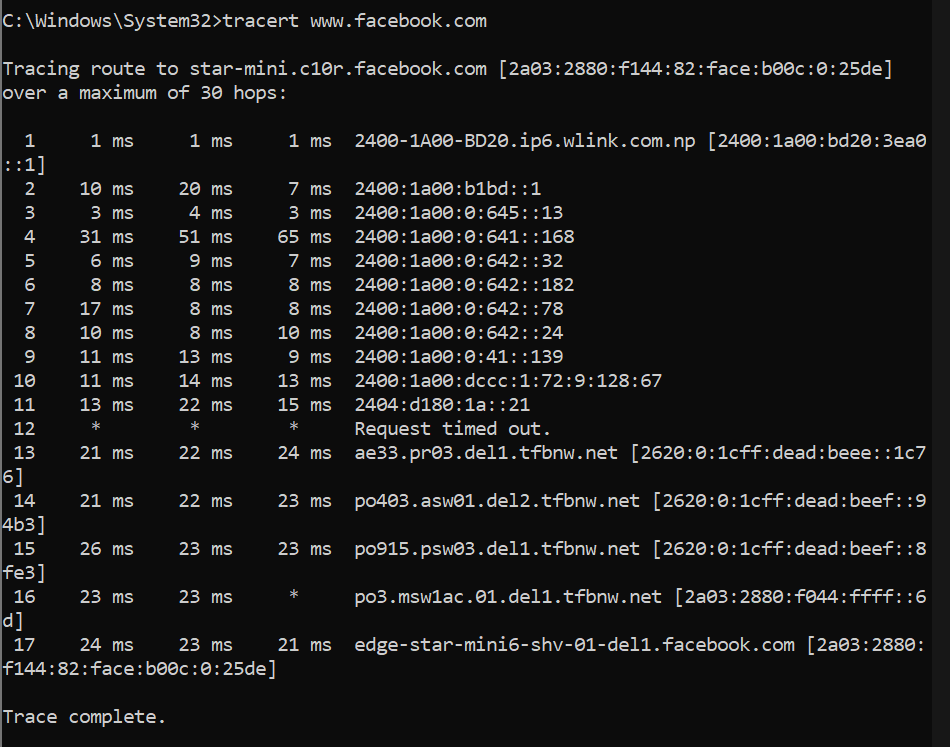 C:\Windows\System32>tracert www.facebook.com
Tracing route to star-mini.c10r.facebook.com [2a03:2880:f144:82:face:b00c:0:25de]
over a maximum of 30 hops:
1 1 ms 1 ms 1 ms 2400-1A00-BD20.ip6.wlink.com.np [2400:1a00:bd20:3ea0
::1]
2 10 ms 20 ms 7 ms 2400:1a00:b1bd::1
3 3 ms 4 ms 3 ms 2400:1a00:0:645::13
4 31 ms 51 ms 65 ms 2400:1a00:0:641::168
5 6 ms 9 ms 7 ms 2400:1a00:0:642::32
6 8 ms 8 ms 8 ms 2400:1a00:0:642::182
7 17 ms 8 ms 8 ms 2400:1a00:0:642::78
8 10 ms 8 ms 10 ms 2400:1a00:0:642::24
9 11 ms 13 ms 9 ms 2400:1a00:0:41::139
10 11 ms 14 ms 13 ms 2400:1a00:dccc:1:72:9:128:67
11 13 ms 22 ms 15 ms 2404:d180:1a::21
12 * * * Request timed out.
13 21 ms 22 ms 24 ms ae33.pr03.del1.tfbnw.net [2620:0:1cff:dead:beee::1c7
6]
14 21 ms 22 ms 23 ms po403.asw01.del2.tfbnw.net [2620:0:1cff:dead:beef::9
4b3]
15 26 ms 23 ms 23 ms po915.psw03.del1.tfbnw.net [2620:0:1cff:dead:beef::8
fe3]
16 23 ms 23 ms * po3.msw1ac.01.del1.tfbnw.net [2a03:2880:f044:ffff::6
d]
17 24 ms 23 ms 21 ms edge-star-mini6-shv-01-del1.facebook.com [2a03:2880:
f144:82:face:b00c:0:25de]
Trace complete.